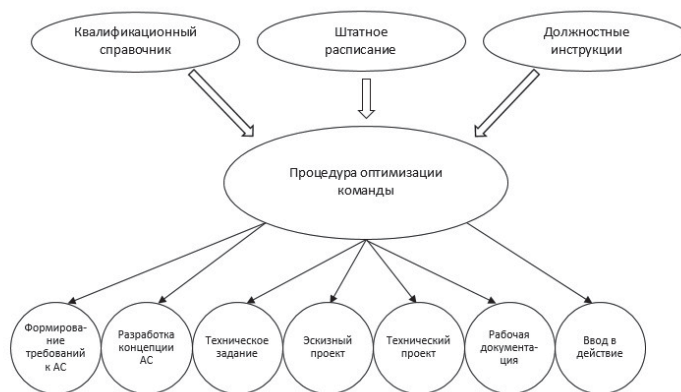 Квалификационный
справочник
Штатное
расписание
Должностные
инструкции
Процедура оптимизации
команды
Формирова-
ние
требований
к АС
Разработка
концепции
АС
Техническое
задание
Эскизный
проект
Технический
проект
Рабочая
документа-
ция
Ввод в
действие